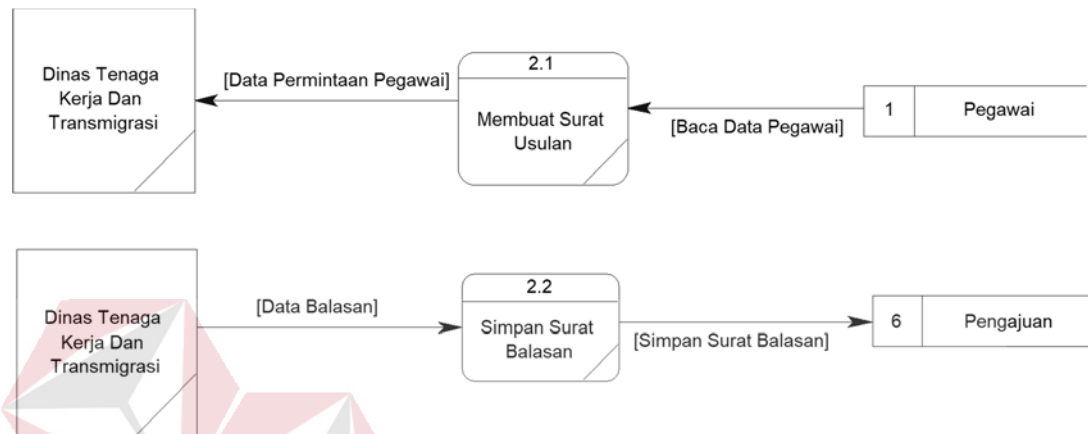 Dinas Tenaga
Kerja Dan
Transmigrasi
[Data Permintaan Pegawai]
2.1
Membuat Surat
Usulan
[Baca Data Pegawai]
1
Pegawai
Dinas Tenaga
Kerja Dan
Transmigrasi
[Data Balasan]
2.2
Simpan Surat
Balasan
[Simpan Surat Balasan]
6
Pengajuan